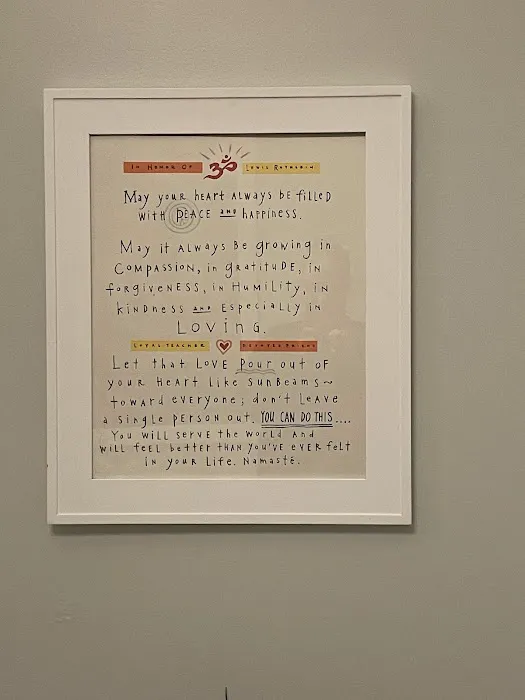 In Honor Of ॐ Lewis Rothlein
May your heart always be filled
with PEACE and happiness.
May it Always Be growing in
COMPASSION, in gratitude, in
forgiveness, in Humility, in
kindness and Especially in
LOVING.
LOYAL TEACHER DEVOTED FRIEND
Let that LOVE Pour out of
your Heart like Sunbeams~
toward everyone; don't leave
a single person out. YOU CAN DO THIS....
You will serve the world and
will feel better than you've ever felt
in your life. Namasté.